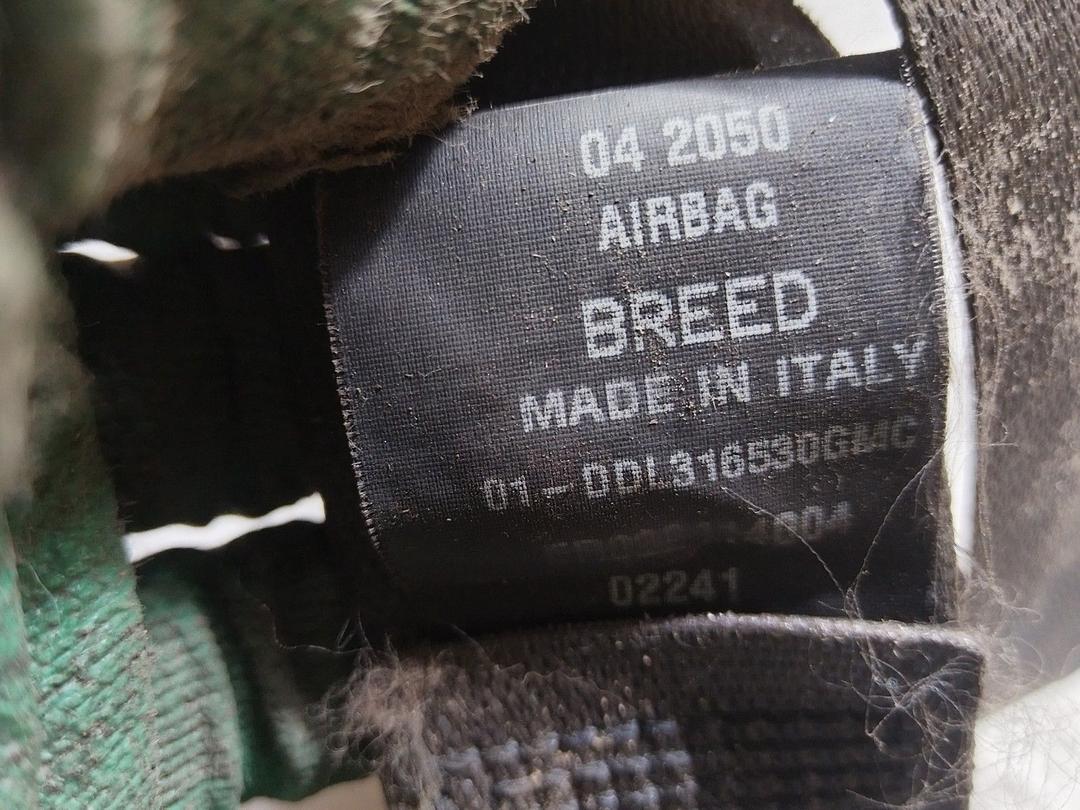 04 2050
AIRBAG
BREED
MADE IN ITALY
01-DDL316530GMC
02241